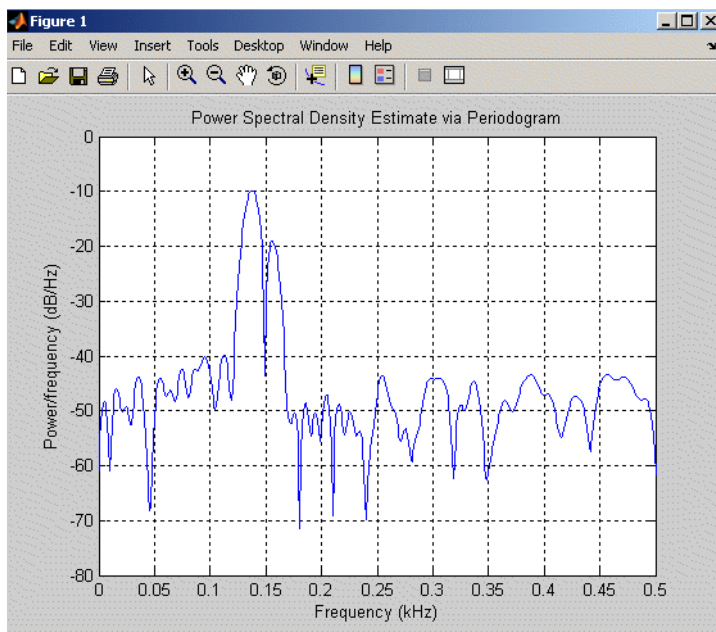 Figure 1
File Edit View Insert Tools Desktop Window Help
Power Spectral Density Estimate via Periodogram
0
-10
-20
-30
-40
-50
-60
-70
-80
Power/frequency (dB/Hz)
0 0.05 0.1 0.15 0.2 0.25 0.3 0.35 0.4 0.45 0.5
Frequency (kHz)